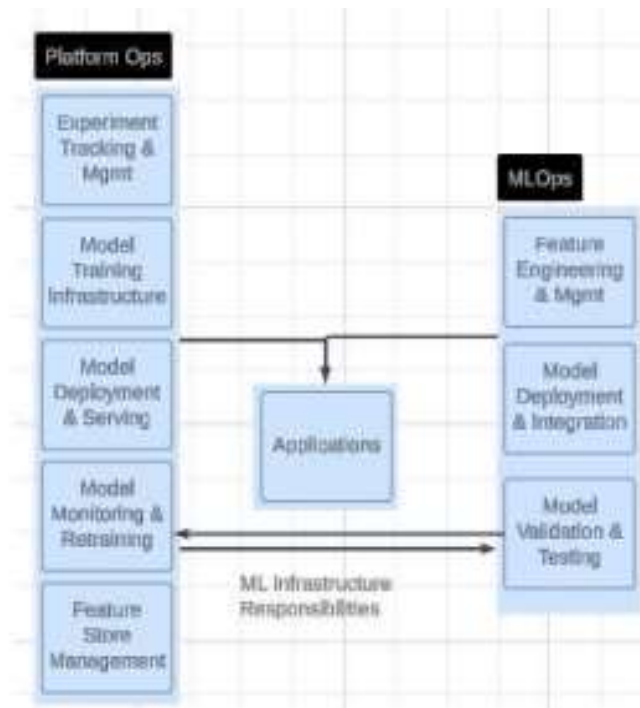 Platform Ops
Experiment
Tracking &
Mgmt
Model
Training
Infrastructure
Model
Deployment
& Serving
Model
Monitoring &
Retraining
Feature
Store
Management
Applications
ML Infrastructure
Responsibilities
MLOps
Feature
Engineering
& Mgmt
Model
Deployment
& Integration
Model
Validation &
Testing